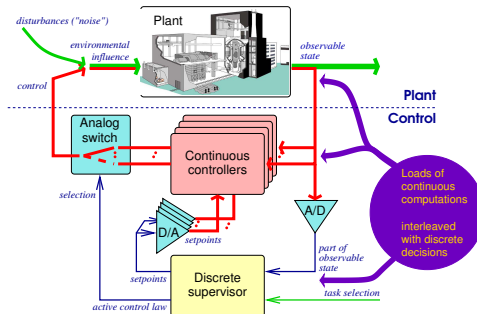 disturbances ("noise")
Plant
environmental
influence
observable
state
control
Plant
Control
Analog
switch
Continuous
controllers
Loads of
continuous
computations
interleaved
with discrete
decisions
A/D
selection
D/A
setpoints
part of
observable
state
setpoints
Discrete
supervisor
task selection
active control law